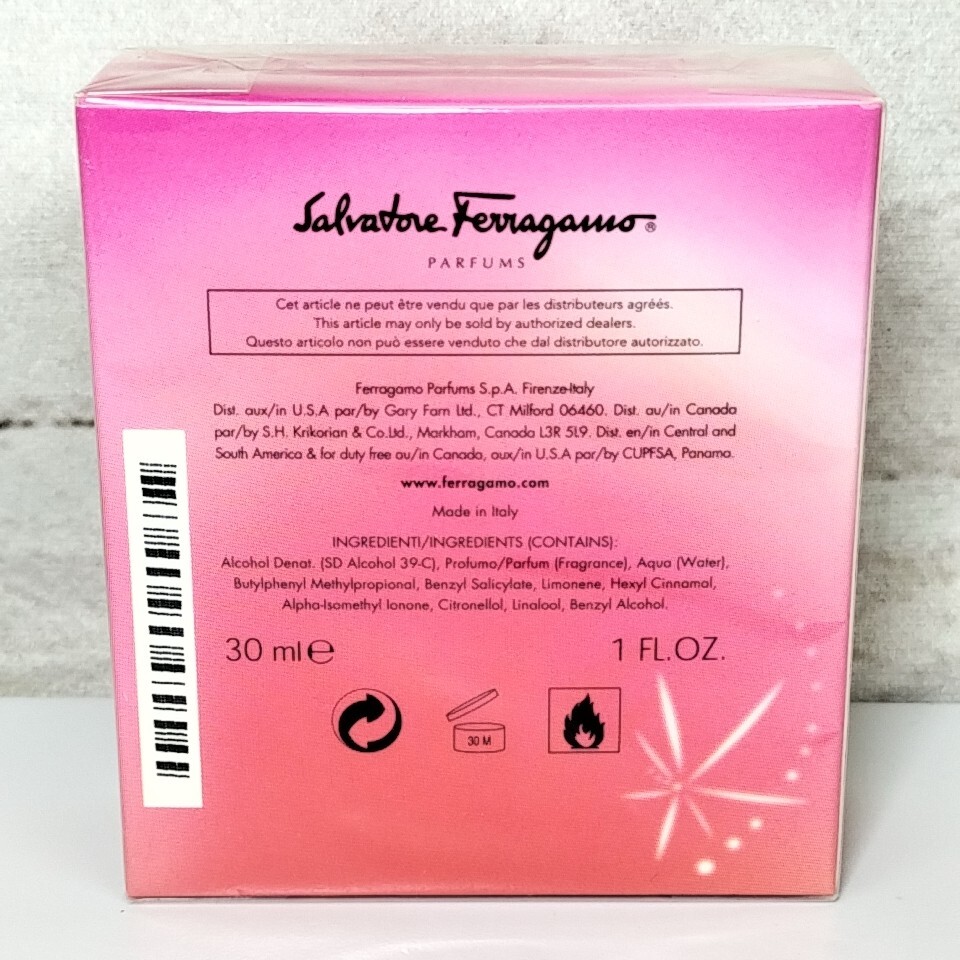 Salvatore Ferragamo®
PARFUMS
Cet article ne peut être vendu que par les distributeurs agréés.
This article may only be sold by authorized dealers.
Questo articolo non può essere venduto che dal distributore autorizzato.
Ferragamo Parfums S.p.A. Firenze-Italy
Dist. aux/in U.S.A par/by Gary Farn Ltd., CT Milford 06460. Dist. au/in Canada
par/by S.H. Krikorian & Co.Ltd., Markham, Canada L3R 5L9. Dist. en/in Central and
South America & for duty free au/in Canada, aux/in U.S.A par/by CUPFSA, Panama.
www.ferragamo.com
Made in Italy
INGREDIENTI/INGREDIENTS (CONTAINS):
Alcohol Denat. (SD Alcohol 39-C), Profumo/Parfum (Fragrance), Aqua (Water),
Butylphenyl Methylpropional, Benzyl Salicylate, Limonene, Hexyl Cinnamal,
Alpha-Isomethyl Ionone, Citronellol, Linalool, Benzyl Alcohol.
30 ml ℮ 1 FL.OZ.
30 M